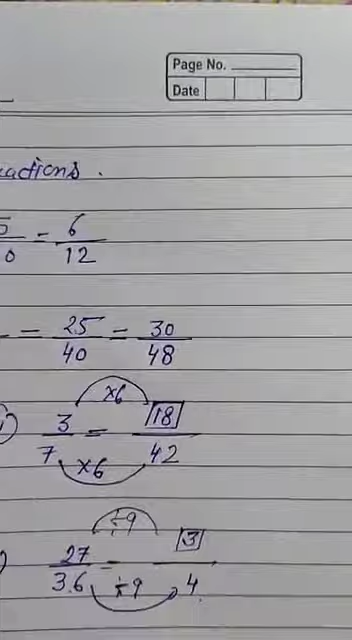 Page No.
Date
5/0 = 6/12
= 25/40 = 30/48
×6
3/7 = 18/42
×6
÷9
27/36 = 3/4
÷9